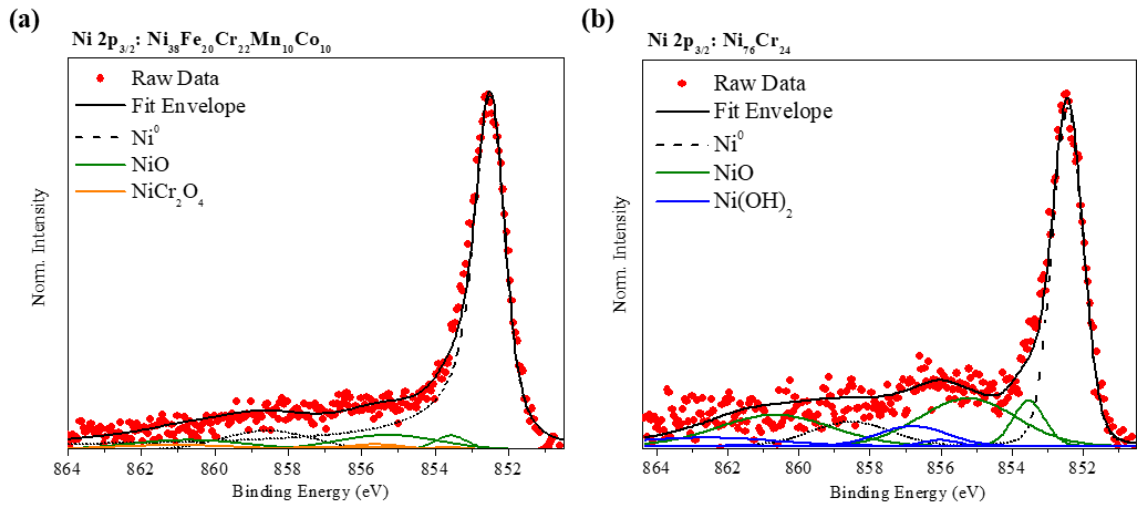 (a)
Ni 2p3/2: Ni38Fe20Cr22Mn10Co10
Raw Data
Fit Envelope
Ni0
NiO
NiCr2O4
Norm. Intensity
864 862 860 858 856 854 852
Binding Energy (eV)
(b)
Ni 2p3/2: Ni76Cr24
Raw Data
Fit Envelope
Ni0
NiO
Ni(OH)2
Norm. Intensity
864 862 860 858 856 854 852
Binding Energy (eV)